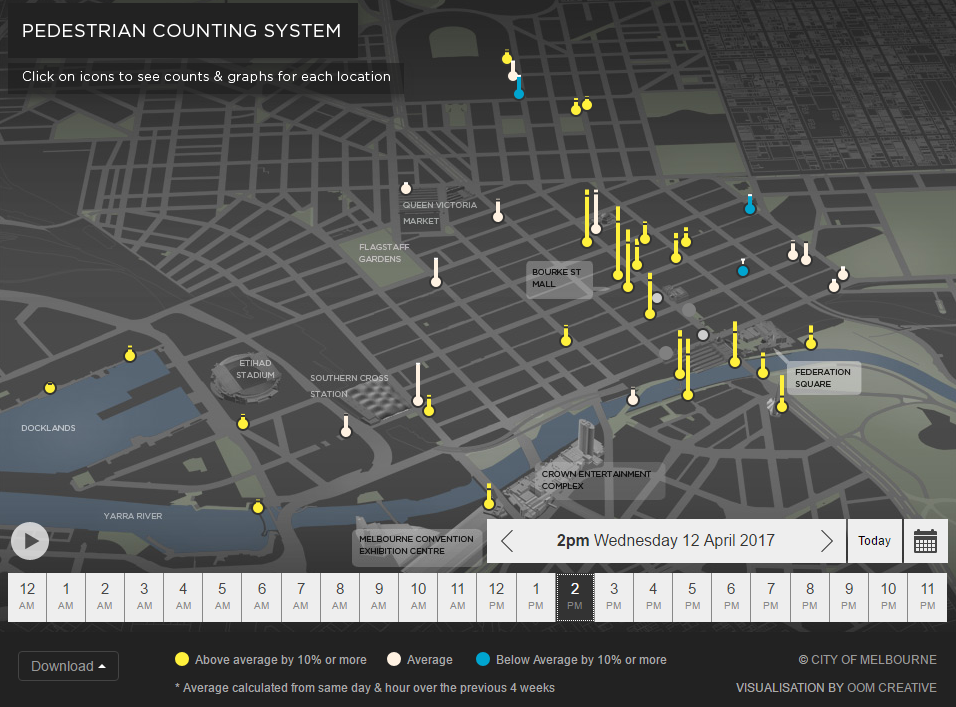 PEDESTRIAN COUNTING SYSTEM
Click on icons to see counts & graphs for each location
QUEEN VICTORIA
MARKET
FLAGSTAFF
GARDENS
BOURKE ST
MALL
ETIHAD
STADIUM
SOUTHERN CROSS
STATION
FEDERATION
SQUARE
DOCKLANDS
CROWN ENTERTAINMENT
COMPLEX
YARRA RIVER
MELBOURNE CONVENTION
EXHIBITION CENTRE
2pm Wednesday 12 April 2017
Today
12 1 2 3 4 5 6 7 8 9 10 11 12 1 2 3 4 5 6 7 8 9 10 11
AM AM AM AM AM AM AM AM AM AM AM AM PM PM PM PM PM PM PM PM PM PM PM PM
Download
Above average by 10% or more Average Below Average by 10% or more
© CITY OF MELBOURNE
* Average calculated from same day & hour over the previous 4 weeks
VISUALISATION BY OOM CREATIVE